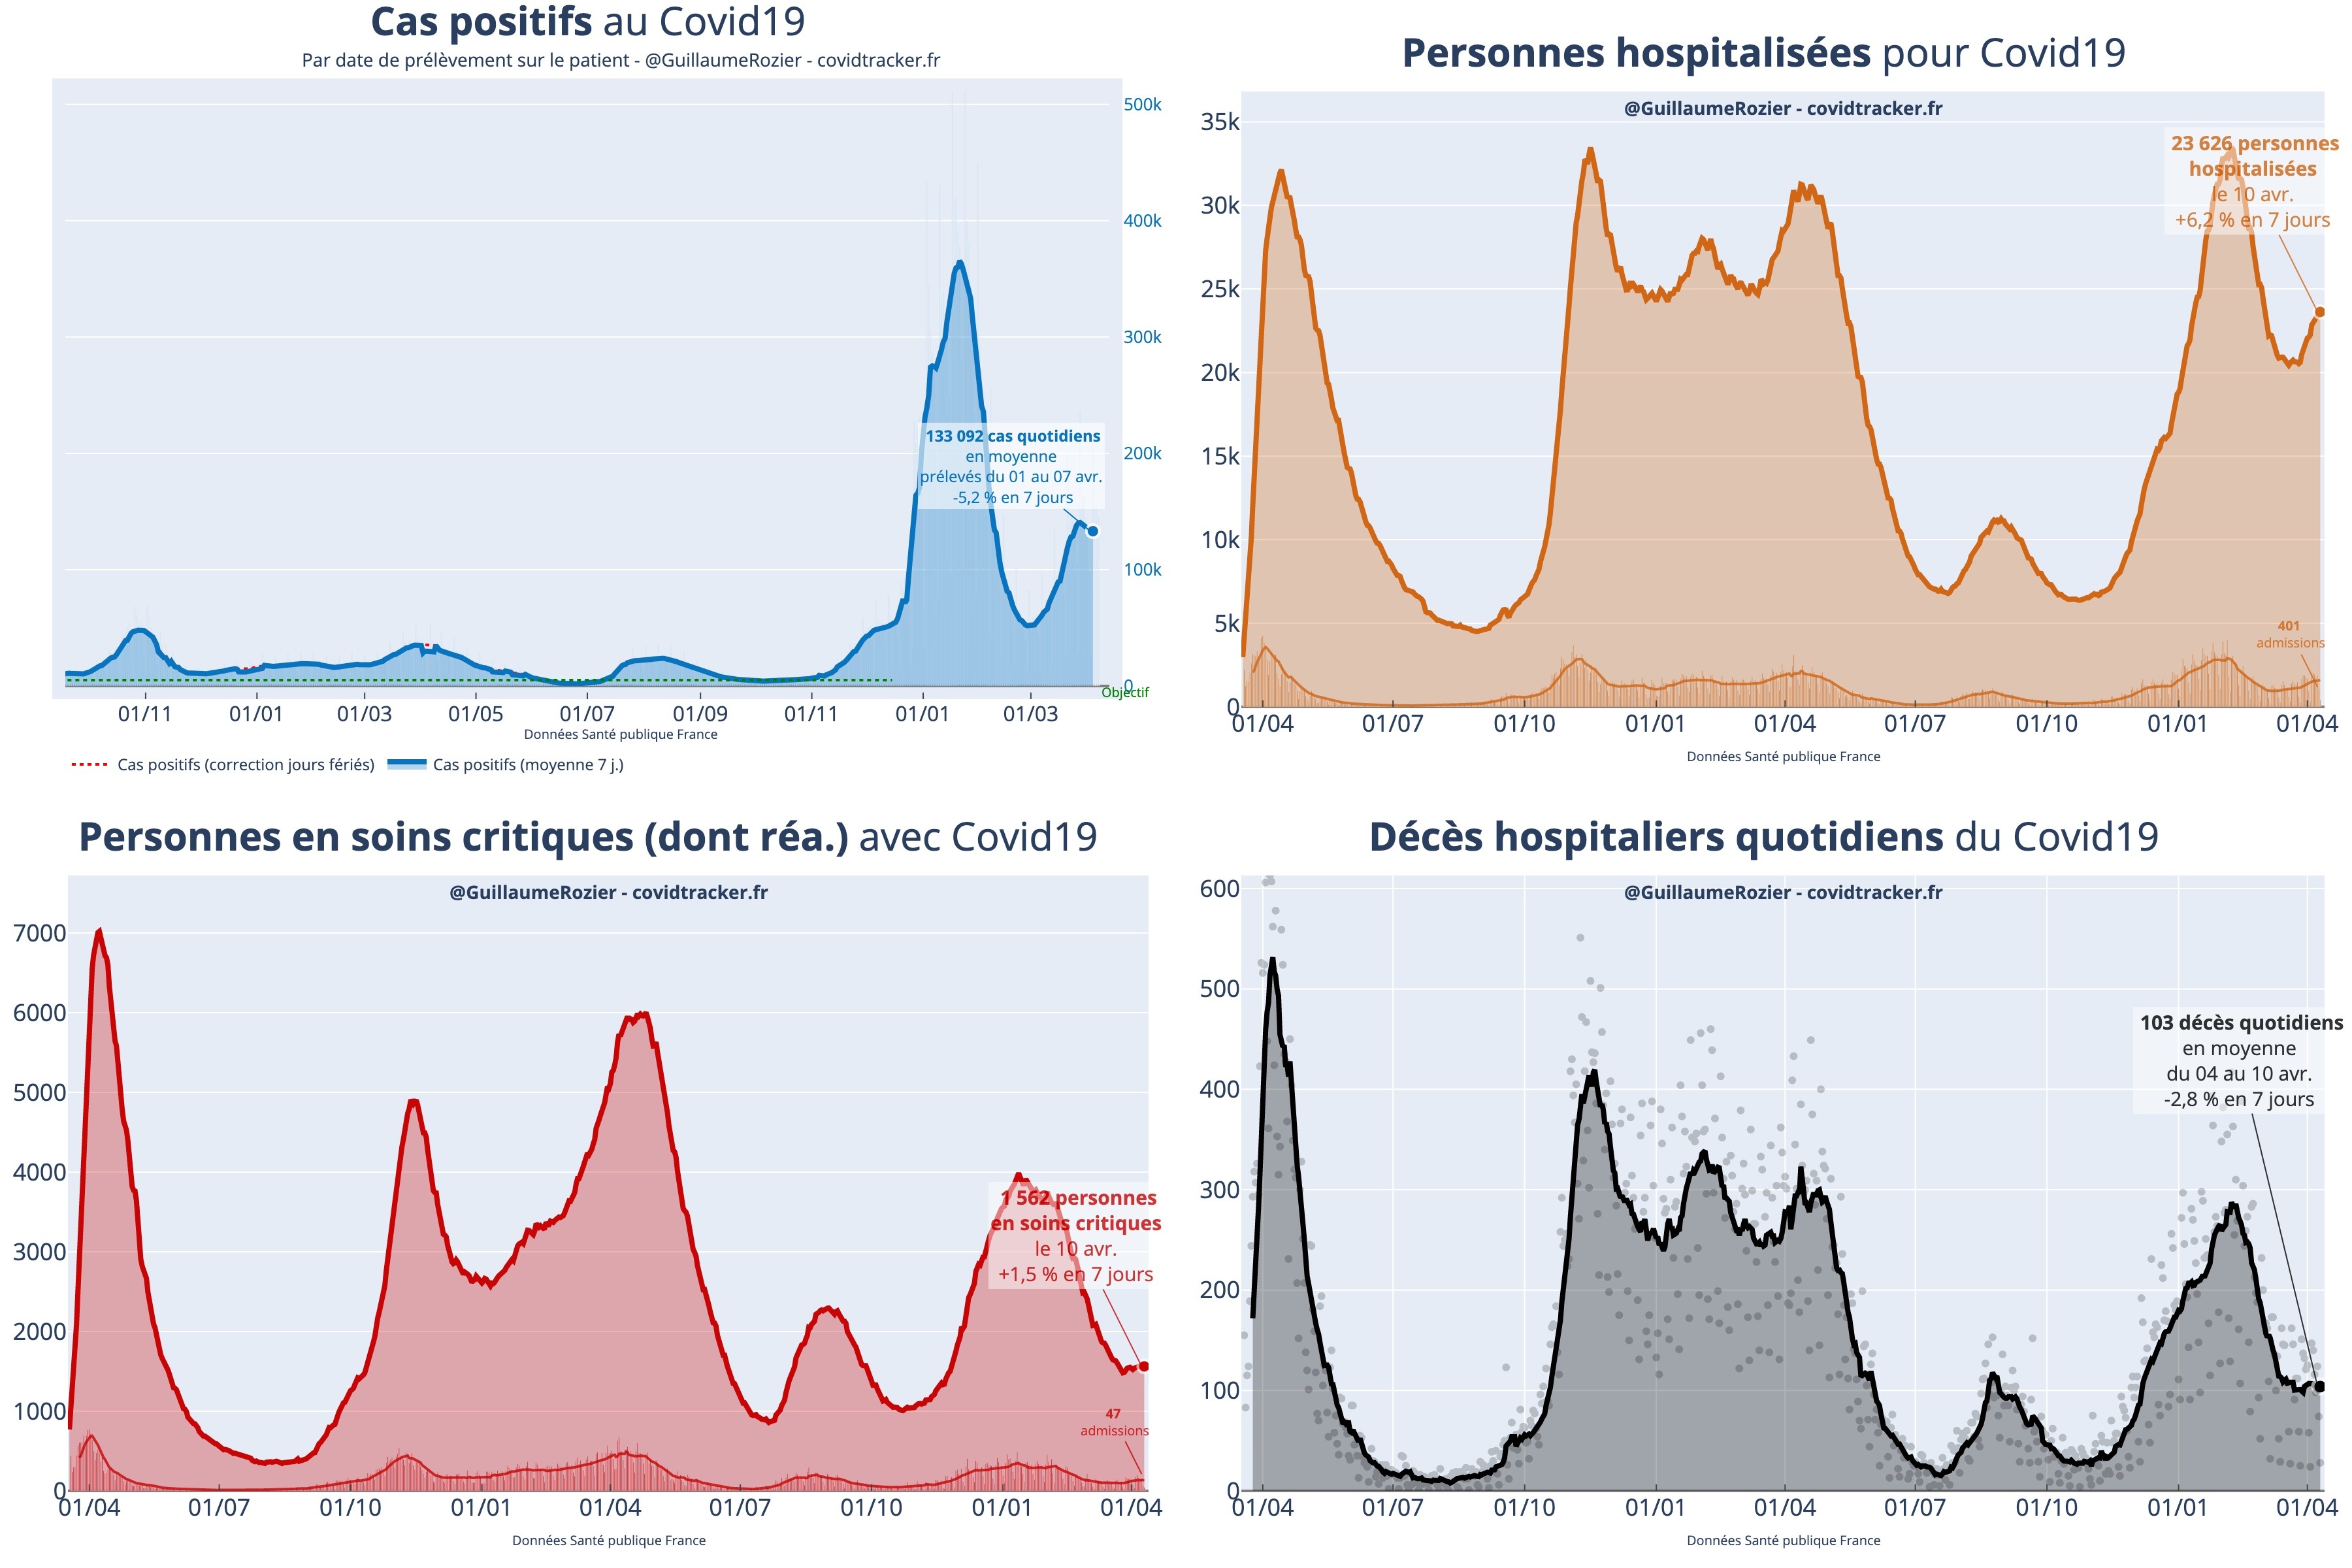 Cas positifs au Covid19
Par date de prélèvement sur le patient - @GuillaumeRozier - covidtracker.fr
500k
400k
300k
200k
100k
0
133 092 cas quotidiens
en moyenne
prélevés du 01 au 07 avr.
-5,2 % en 7 jours
Objectif
01/11 01/01 01/03 01/05 01/07 01/09 01/11 01/01 01/03
Données Santé publique France
Cas positifs (correction jours fériés) Cas positifs (moyenne 7 j.)
Personnes hospitalisées pour Covid19
@GuillaumeRozier - covidtracker.fr
35k
30k
25k
20k
15k
10k
5k
0
23 626 personnes
hospitalisées
le 10 avr.
+6,2 % en 7 jours
401
admissions
01/04 01/07 01/10 01/01 01/04 01/07 01/10 01/01 01/04
Données Santé publique France
Personnes en soins critiques (dont réa.) avec Covid19
@GuillaumeRozier - covidtracker.fr
7000
6000
5000
4000
3000
2000
1000
0
1 562 personnes
en soins critiques
le 10 avr.
+1,5 % en 7 jours
47
admissions
01/04 01/07 01/10 01/01 01/04 01/07 01/10 01/01 01/04
Données Santé publique France
Décès hospitaliers quotidiens du Covid19
@GuillaumeRozier - covidtracker.fr
600
500
400
300
200
100
0
103 décès quotidiens
en moyenne
du 04 au 10 avr.
-2,8 % en 7 jours
01/04 01/07 01/10 01/01 01/04 01/07 01/10 01/01 01/04
Données Santé publique France